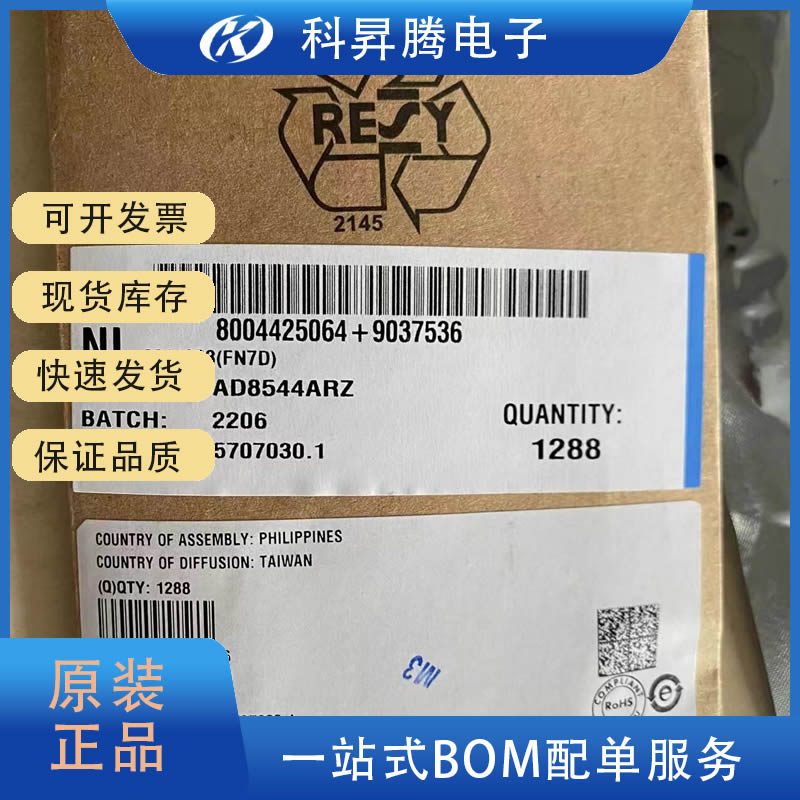 科昇腾电子
RESY
2145
可开发票
现货库存
快速发货
保证品质
8004425064+9037536
(FN7D)
AD8544ARZ
BATCH: 2206
QUANTITY:
1288
5707030.1
COUNTRY OF ASSEMBLY: PHILIPPINES
COUNTRY OF DIFFUSION: TAIWAN
(Q)QTY: 1288
M3
COMPLIANT
RoHS
e
原装
正品
一站式BOM配单服务